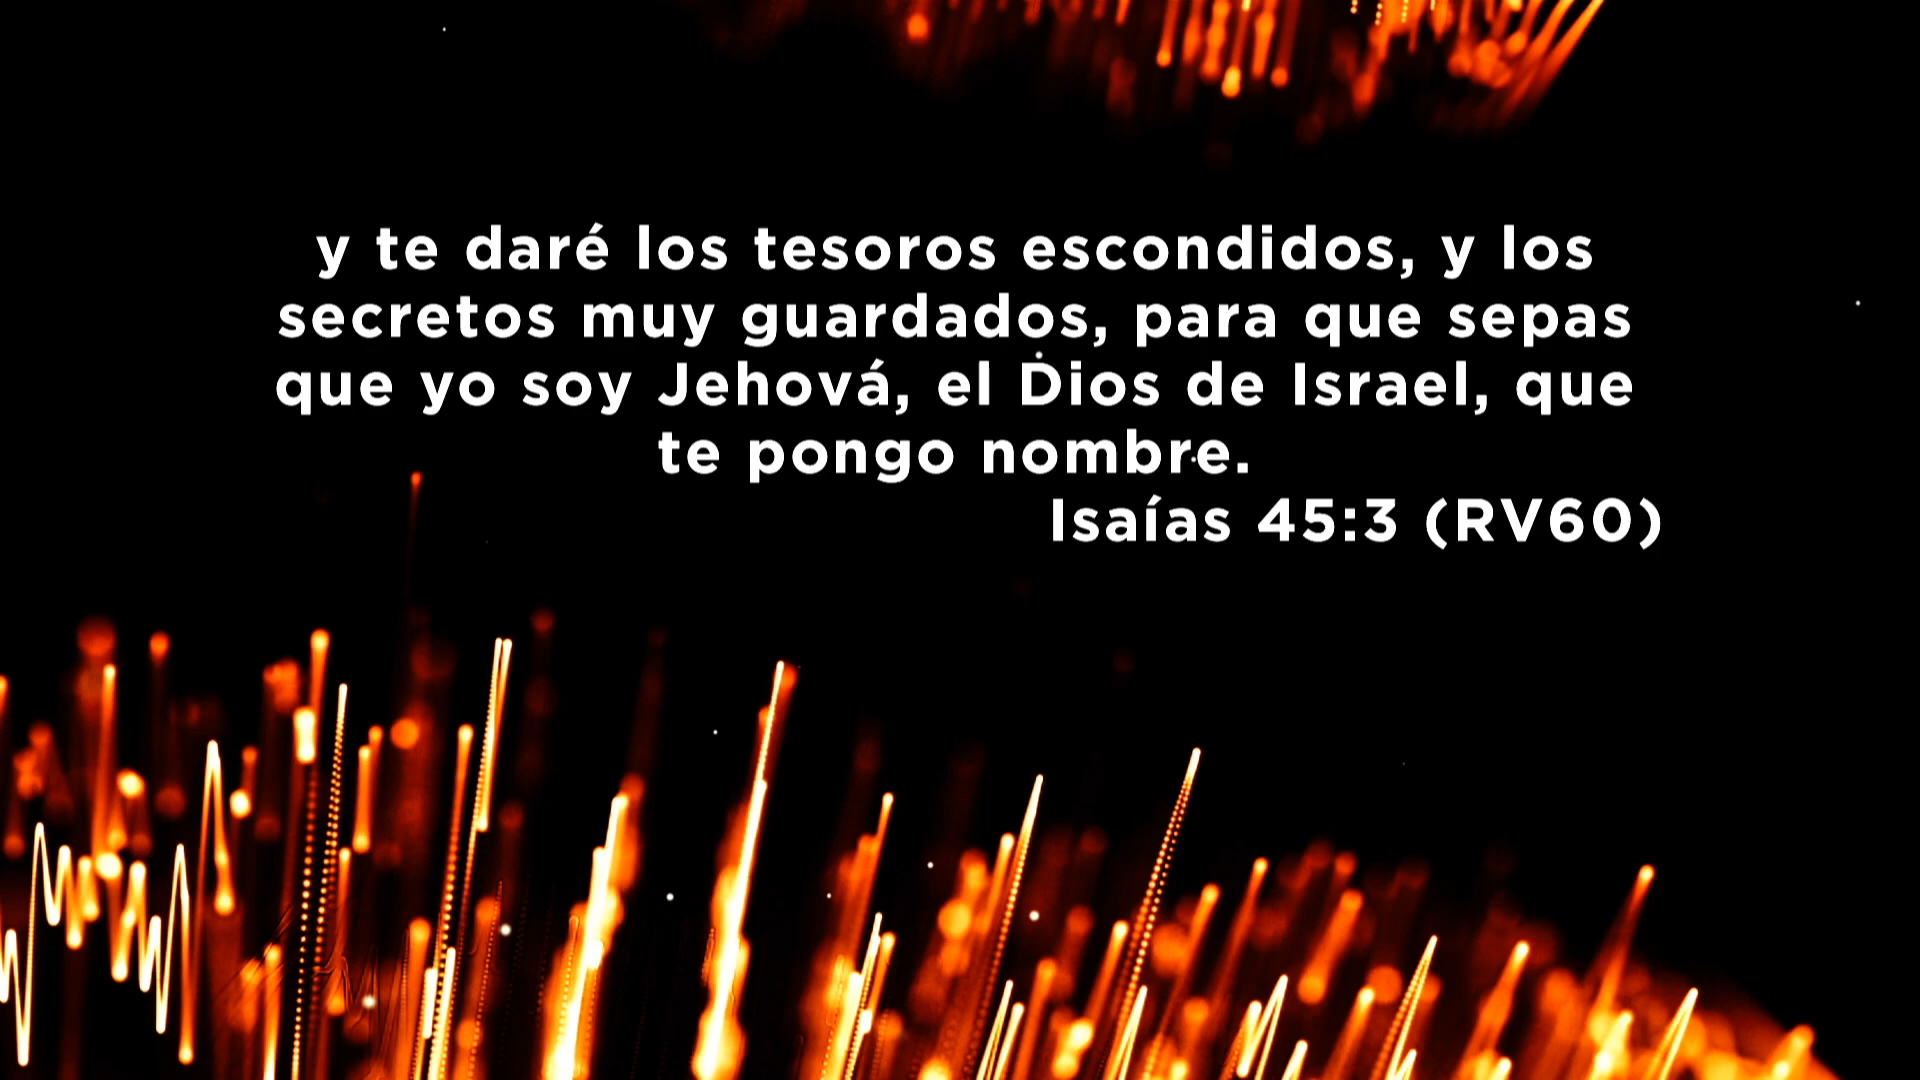 y te daré los tesoros escondidos, y los
secretos muy guardados, para que sepas
que yo soy Jehová, el Dios de Israel, que
te pongo nombre.
Isaías 45:3 (RV60)